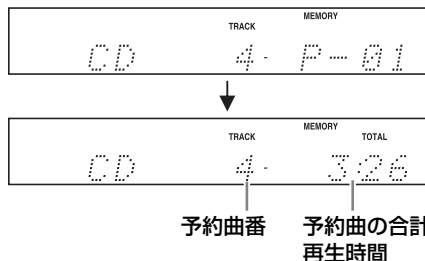 MEMORY
TRACK
CD 4· P-01
MEMORY
TRACK TOTAL
CD 4· 3:26
予約曲番 予約曲の合計
再生時間